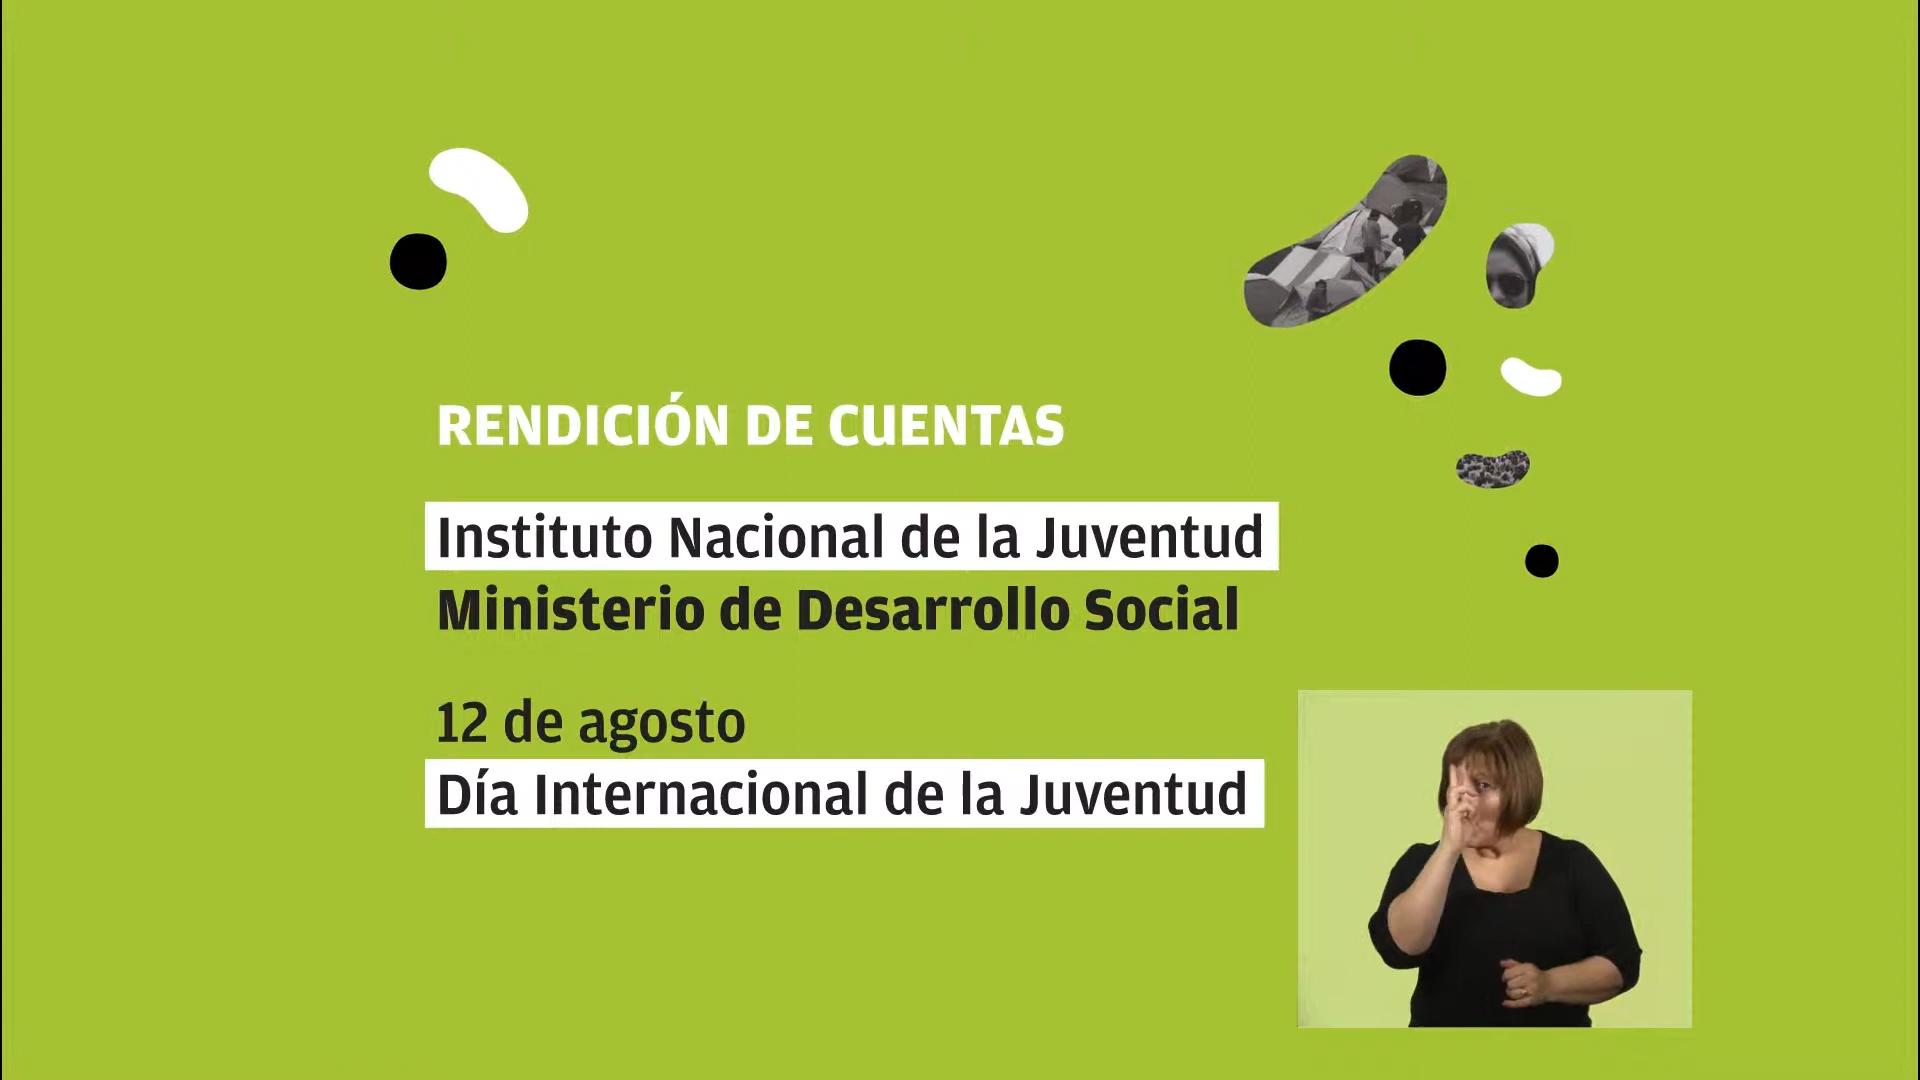 RENDICIÓN DE CUENTAS
Instituto Nacional de la Juventud
Ministerio de Desarrollo Social
12 de agosto
Día Internacional de la Juventud